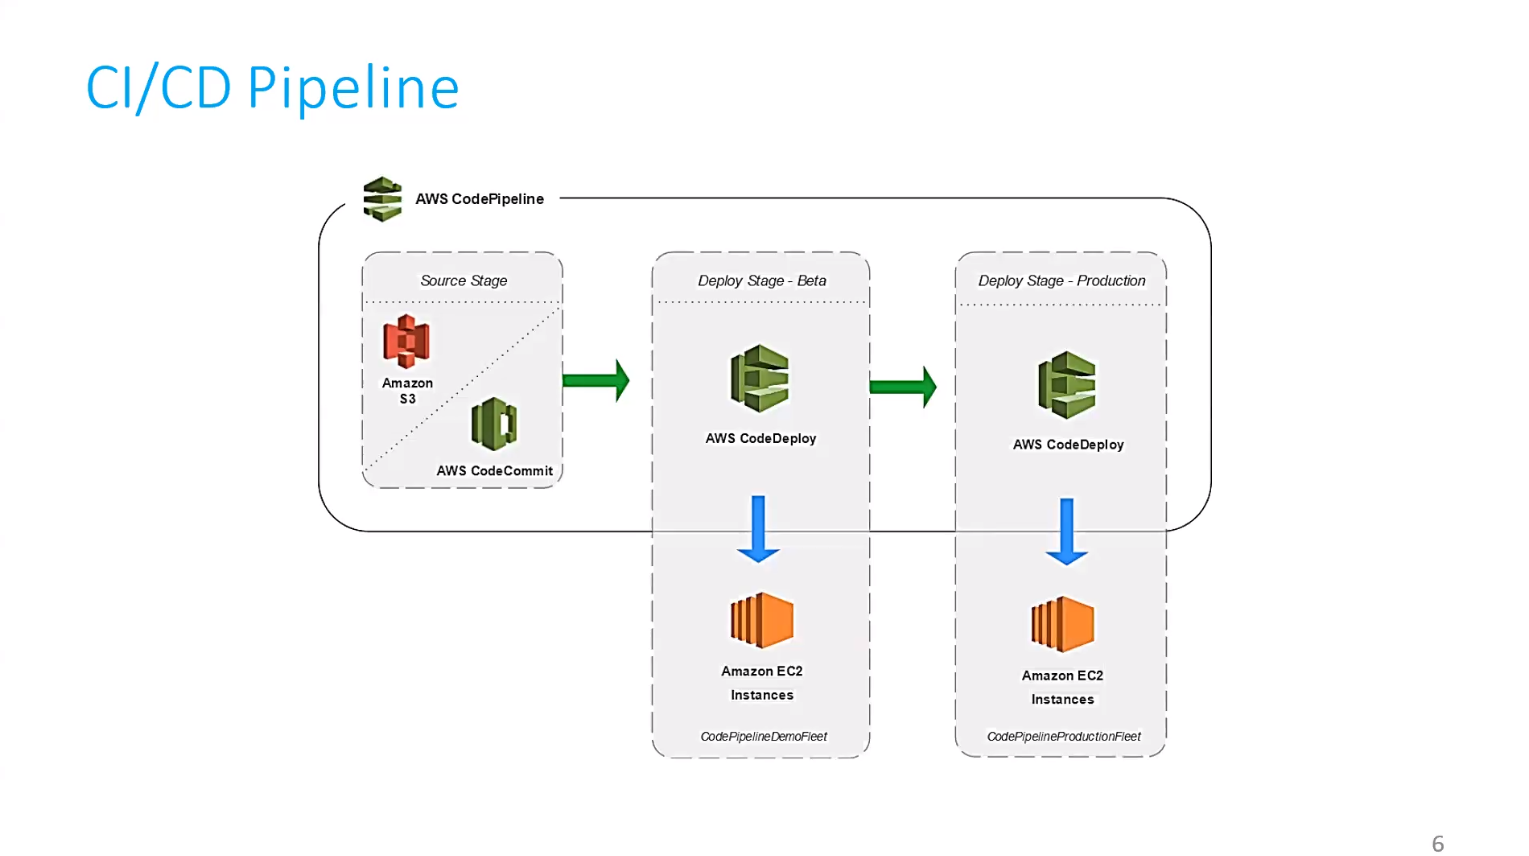 CI/CD Pipeline
AWS CodePipeline
Source Stage
Amazon
S3
AWS CodeCommit
Deploy Stage - Beta
AWS CodeDeploy
Amazon EC2
Instances
CodePipelineDemoFleet
Deploy Stage - Production
AWS CodeDeploy
Amazon EC2
Instances
CodePipelineProductionFleet
6